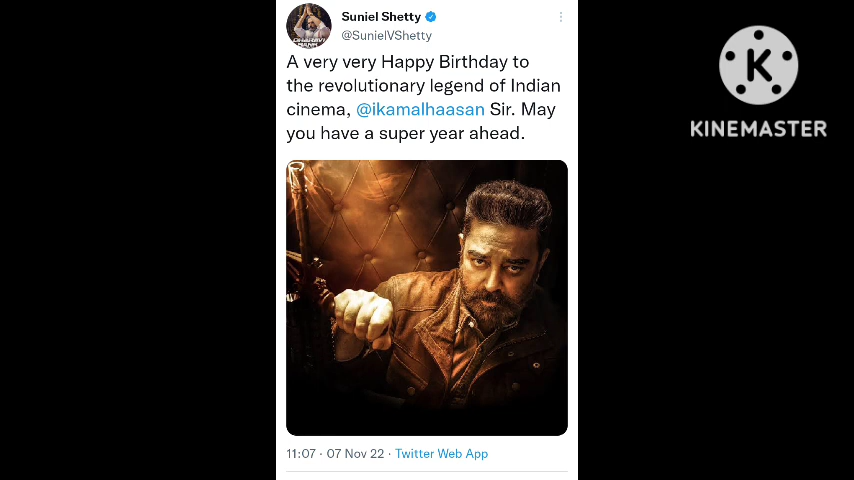 Suniel Shetty
@SunielVShetty
A very very Happy Birthday to
the revolutionary legend of Indian
cinema, @ikamalhaasan Sir. May
you have a super year ahead.
11:07 · 07 Nov 22 · Twitter Web App
K
KINEMASTER